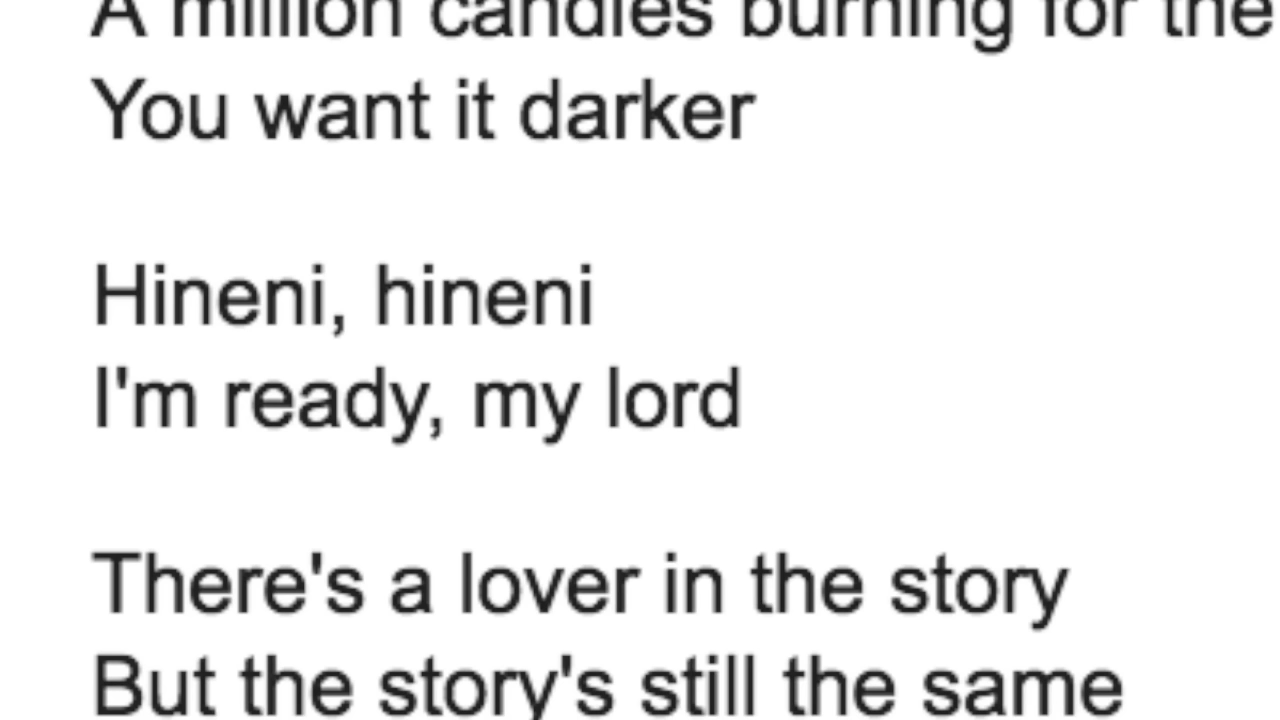 A million candles burning for the
You want it darker
Hineni, hineni
I'm ready, my lord
There's a lover in the story
But the story's still the same